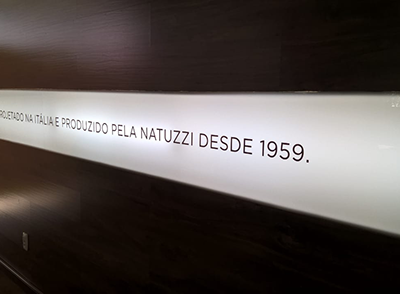 ROJETADO NA ITÁLIA E PRODUZIDO PELA NATUZZI DESDE 1959.